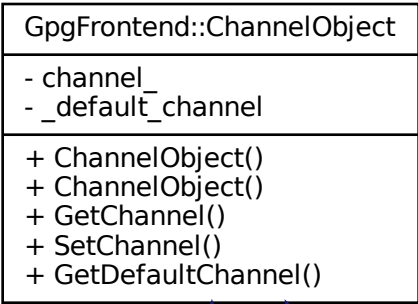 GpgFrontend::ChannelObject
- channel_
- _default_channel
+ ChannelObject()
+ ChannelObject()
+ GetChannel()
+ SetChannel()
+ GetDefaultChannel()